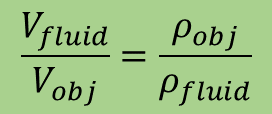 V_fluid / V_obj = ρ_obj / ρ_fluid